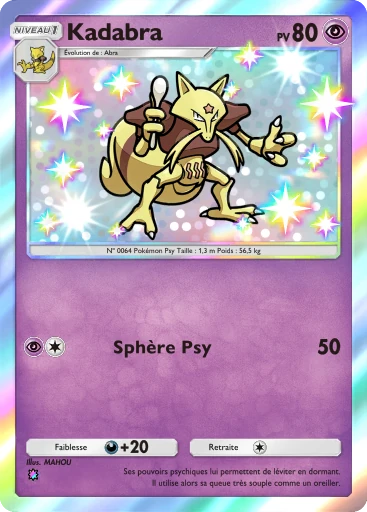 NIVEAU 1
Kadabra
PV 80
Évolution de : Abra
N° 0064 Pokémon Psy Taille : 1,3 m Poids : 56,5 kg
Sphère Psy 50
Faiblesse +20 Retraite
Illus. MAHOU
Ses pouvoirs psychiques lui permettent de léviter en dormant.
Il utilise alors sa queue très souple comme un oreiller.